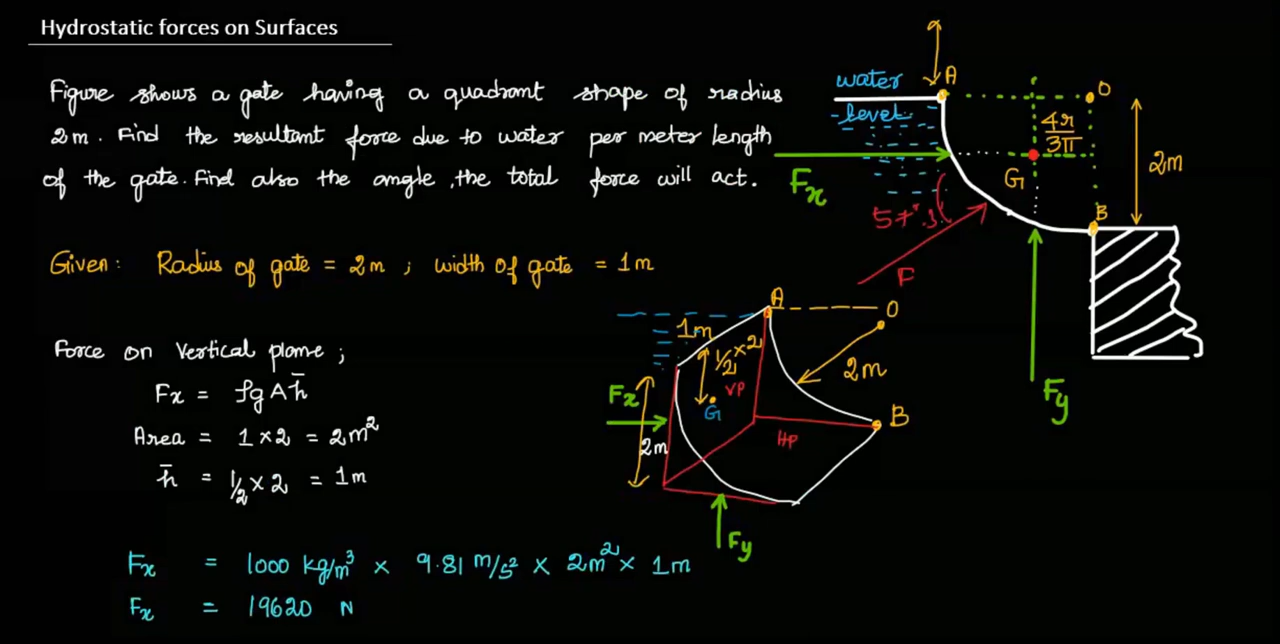 Hydrostatic forces on Surfaces
Figure shows a gate having a quadrant shape of radius
2m. Find the resultant force due to water per meter length
of the gate. Find also the angle, the total force will act.
Given: Radius of gate = 2m ; width of gate = 1m
Force on Vertical plane ;
Fx = ρg A h̄
Area = 1 × 2 = 2m²
h̄ = 1/2 × 2 = 1m
Fx = 1000 kg/m³ × 9.81 m/s² × 2m² × 1m
Fx = 19620 N
water
level
A
O
4r/3π
G
2m
B
Fx
F
Fy
A
O
1m
1/2 × 2
2m
VP
G
Fx
2m
HP
B
Fy